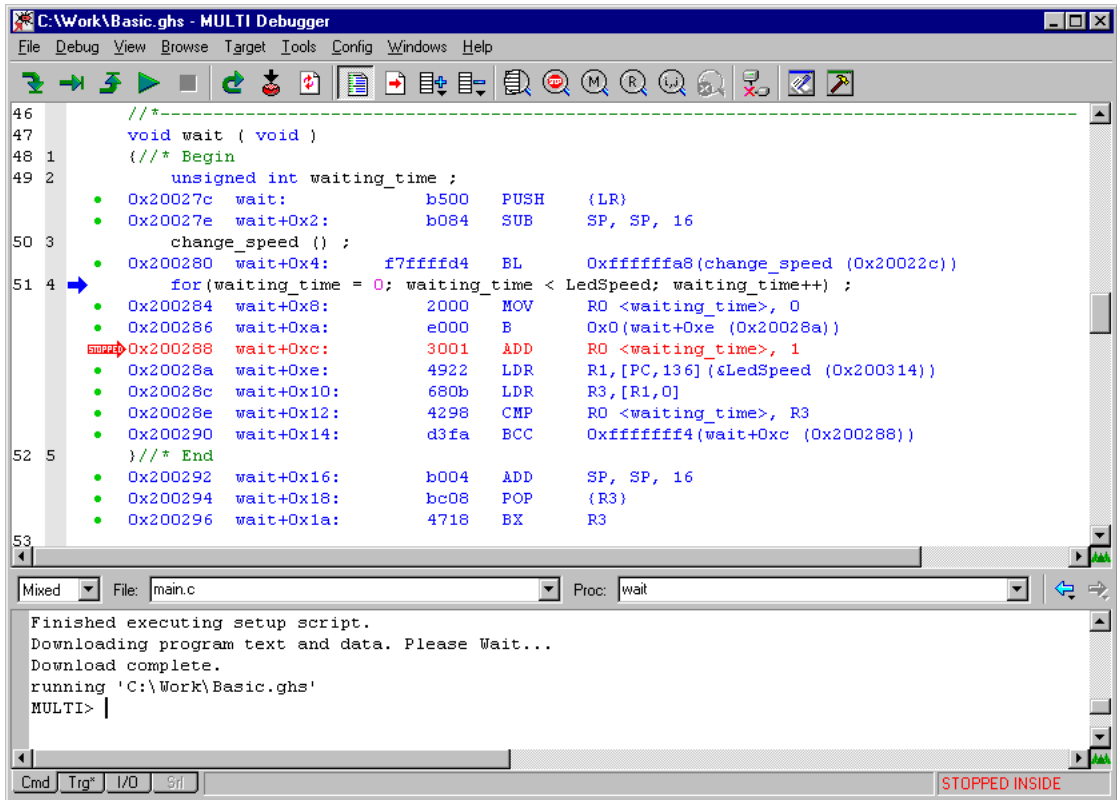 C:\Work\Basic.ghs - MULTI Debugger
File Debug View Browse Target Tools Config Windows Help
STOP M R i,j
46 //*--------------------------------------------------------------------------------
47 void wait ( void )
48 1 {//* Begin
49 2 unsigned int waiting_time ;
0x20027c wait: b500 PUSH {LR}
0x20027e wait+0x2: b084 SUB SP, SP, 16
50 3 change_speed () ;
0x200280 wait+0x4: f7ffffd4 BL 0xffffffa8(change_speed (0x20022c))
51 4 for(waiting_time = 0; waiting_time < LedSpeed; waiting_time++) ;
0x200284 wait+0x8: 2000 MOV R0 <waiting_time>, 0
0x200286 wait+0xa: e000 B 0x0(wait+0xe (0x20028a))
STOPPED 0x200288 wait+0xc: 3001 ADD R0 <waiting_time>, 1
0x20028a wait+0xe: 4922 LDR R1,[PC,136](&LedSpeed (0x200314))
0x20028c wait+0x10: 680b LDR R3,[R1,0]
0x20028e wait+0x12: 4298 CMP R0 <waiting_time>, R3
0x200290 wait+0x14: d3fa BCC 0xfffffff4(wait+0xc (0x200288))
52 5 }//* End
0x200292 wait+0x16: b004 ADD SP, SP, 16
0x200294 wait+0x18: bc08 POP {R3}
0x200296 wait+0x1a: 4718 BX R3
53
Mixed File: main.c Proc: wait
Finished executing setup script.
Downloading program text and data. Please Wait...
Download complete.
running 'C:\Work\Basic.ghs'
MULTI>
Cmd Trg* I/O Srl STOPPED INSIDE